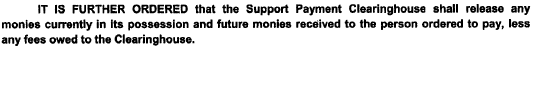 IT IS FURTHER ORDERED that the Support Payment Clearinghouse shall release any
monies currently in its possession and future monies received to the person ordered to pay, less
any fees owed to the Clearinghouse.